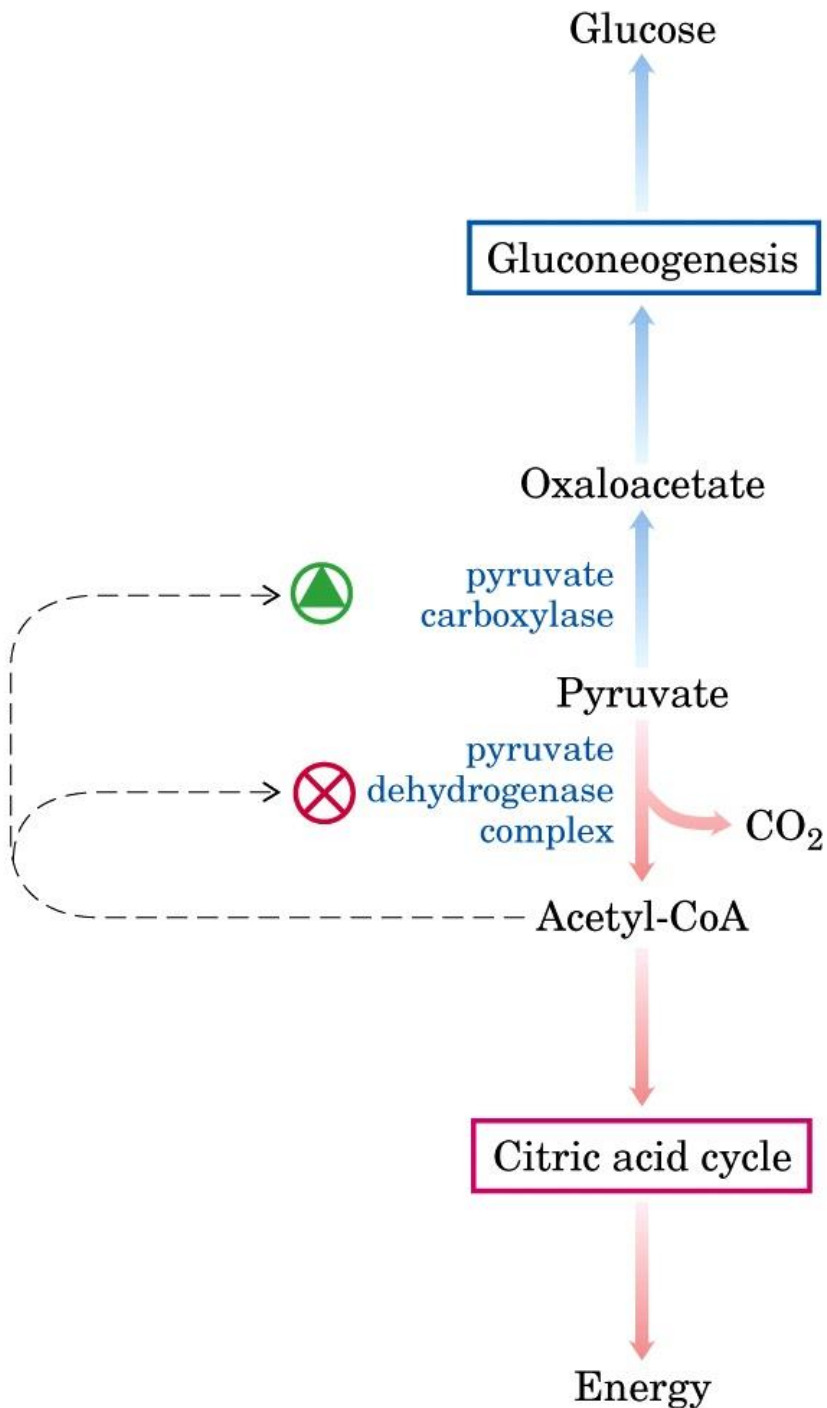 Glucose
Gluconeogenesis
Oxaloacetate
pyruvate
carboxylase
Pyruvate
pyruvate
dehydrogenase
complex
CO₂
Acetyl-CoA
Citric acid cycle
Energy